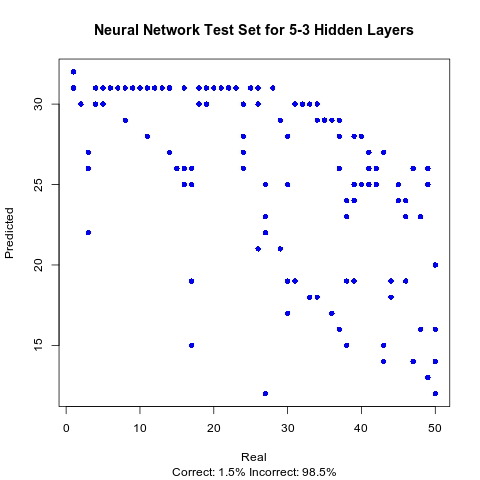 Neural Network Test Set for 5-3 Hidden Layers
Predicted
30
25
20
15
0 10 20 30 40 50
Real
Correct: 1.5% Incorrect: 98.5%